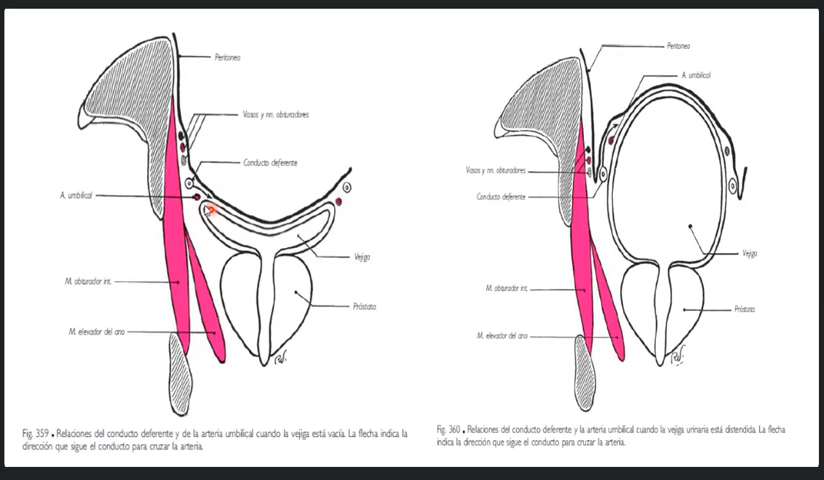 Peritoneo
Vasos y nn. obturadores
Conducto deferente
A. umbilical
Vejiga
M. obturador int.
Próstata
M. elevador del ano
Fig. 359 • Relaciones del conducto deferente y de la arteria umbilical cuando la vejiga está vacía. La flecha indica la
dirección que sigue el conducto para cruzar la arteria.
Peritoneo
A. umbilical
Vasos y nn. obturadores
Conducto deferente
Vejiga
M. obturador int.
Próstata
M. elevador del ano
Fig. 360 • Relaciones del conducto deferente y la arteria umbilical cuando la vejiga urinaria está distendida. La flecha
indica la dirección que sigue el conducto para cruzar la arteria.